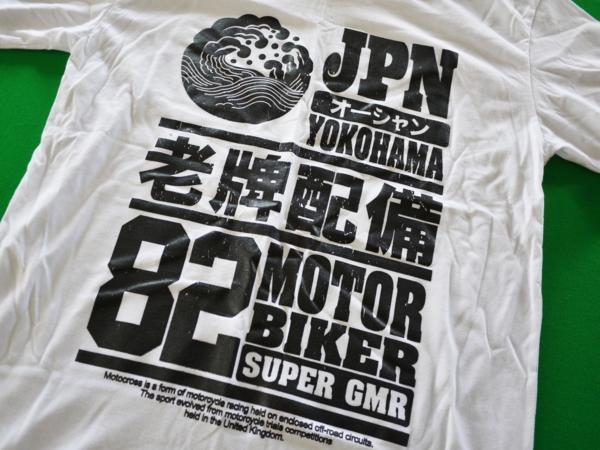 JPN
オーシャン
YOKOHAMA
老牌配備
82
MOTOR
BIKER
SUPER GMR
Motocross is a form of motorcycle racing held on enclosed off-road circuits.
The sport evolved from motorcycle trials competitions
held in the United Kingdom.